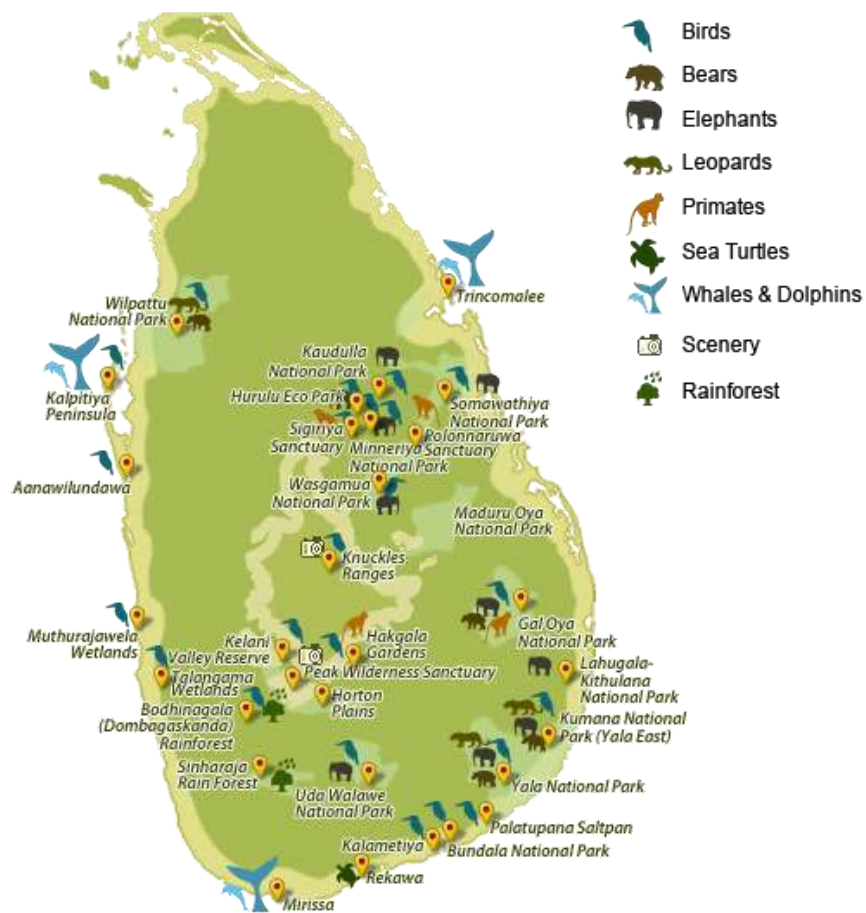 Birds
Bears
Elephants
Leopards
Primates
Sea Turtles
Whales & Dolphins
Scenery
Rainforest
Trincomalee
Wilpattu
National Park
Kaudulla
National Park
Kalpitiya
Peninsula
Hurulu Eco Park
Somawathiya
National Park
Sigiriya
Sanctuary
Polonnaruwa
Sanctuary
Minneriya
National Park
Aanawilundawa
Wasgamua
National Park
Maduru Oya
National Park
Knuckles
Ranges
Gal Oya
National Park
Muthurajawela
Wetlands
Kelani
Valley Reserve
Hakgala
Gardens
Peak Wilderness Sanctuary
Lahugala-
Kithulana
National Park
Talangama
Wetlands
Horton
Plains
Bodhinagala
(Dombagaskanda)
Rainforest
Kumana National
Park (Yala East)
Sinharaja
Rain Forest
Uda Walawe
National Park
Yala National Park
Palatupana Saltpan
Kalametiya
Bundala National Park
Rekawa
Mirissa